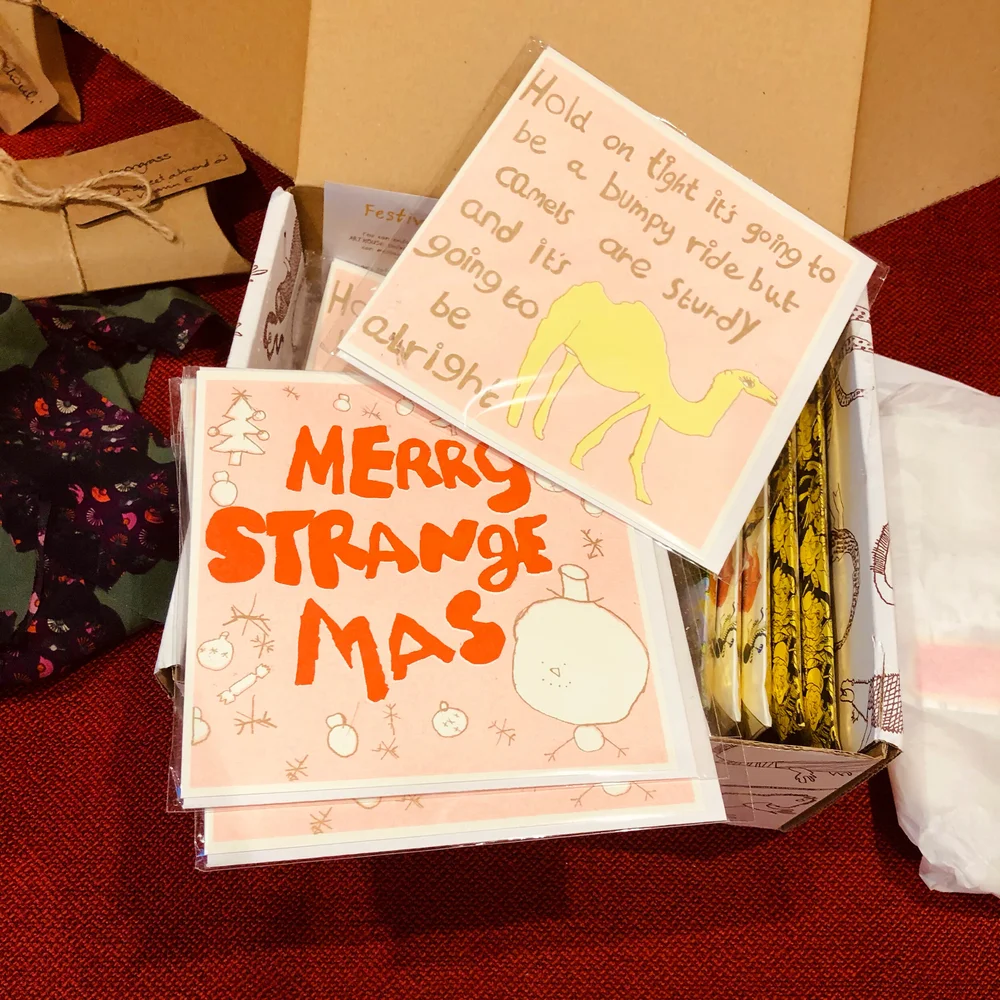 Hold on tight it's going to
be a bumpy ride but
camels are sturdy
and it's
going to
be
alright
MERRY
STRANGE
MAS
Ho